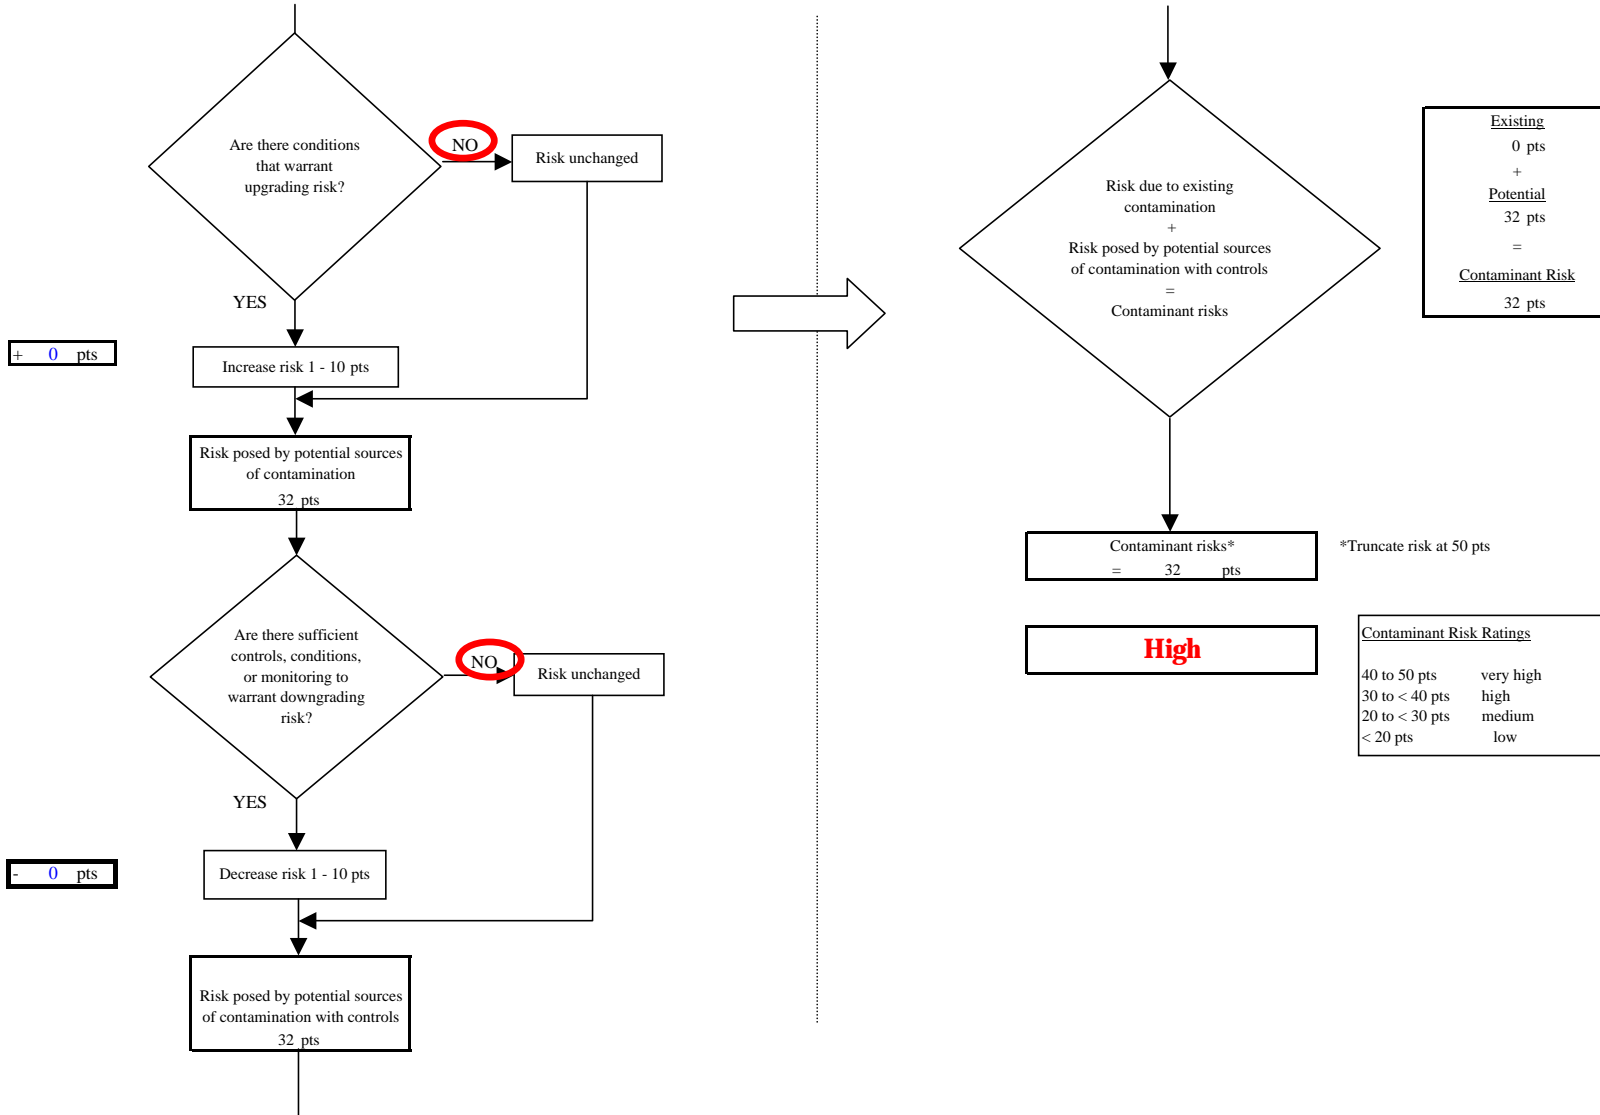 Are there conditions
that warrant
upgrading risk?
NO
Risk unchanged
YES
+ 0 pts
Increase risk 1 - 10 pts
Risk posed by potential sources
of contamination
32 pts
Are there sufficient
controls, conditions,
or monitoring to
warrant downgrading
risk?
NO
Risk unchanged
YES
- 0 pts
Decrease risk 1 - 10 pts
Risk posed by potential sources
of contamination with controls
32 pts
Risk due to existing
contamination
+
Risk posed by potential sources
of contamination with controls
=
Contaminant risks
Existing
0 pts
+
Potential
32 pts
=
Contaminant Risk
32 pts
Contaminant risks*
= 32 pts
*Truncate risk at 50 pts
High
Contaminant Risk Ratings
40 to 50 pts very high
30 to < 40 pts high
20 to < 30 pts medium
< 20 pts low